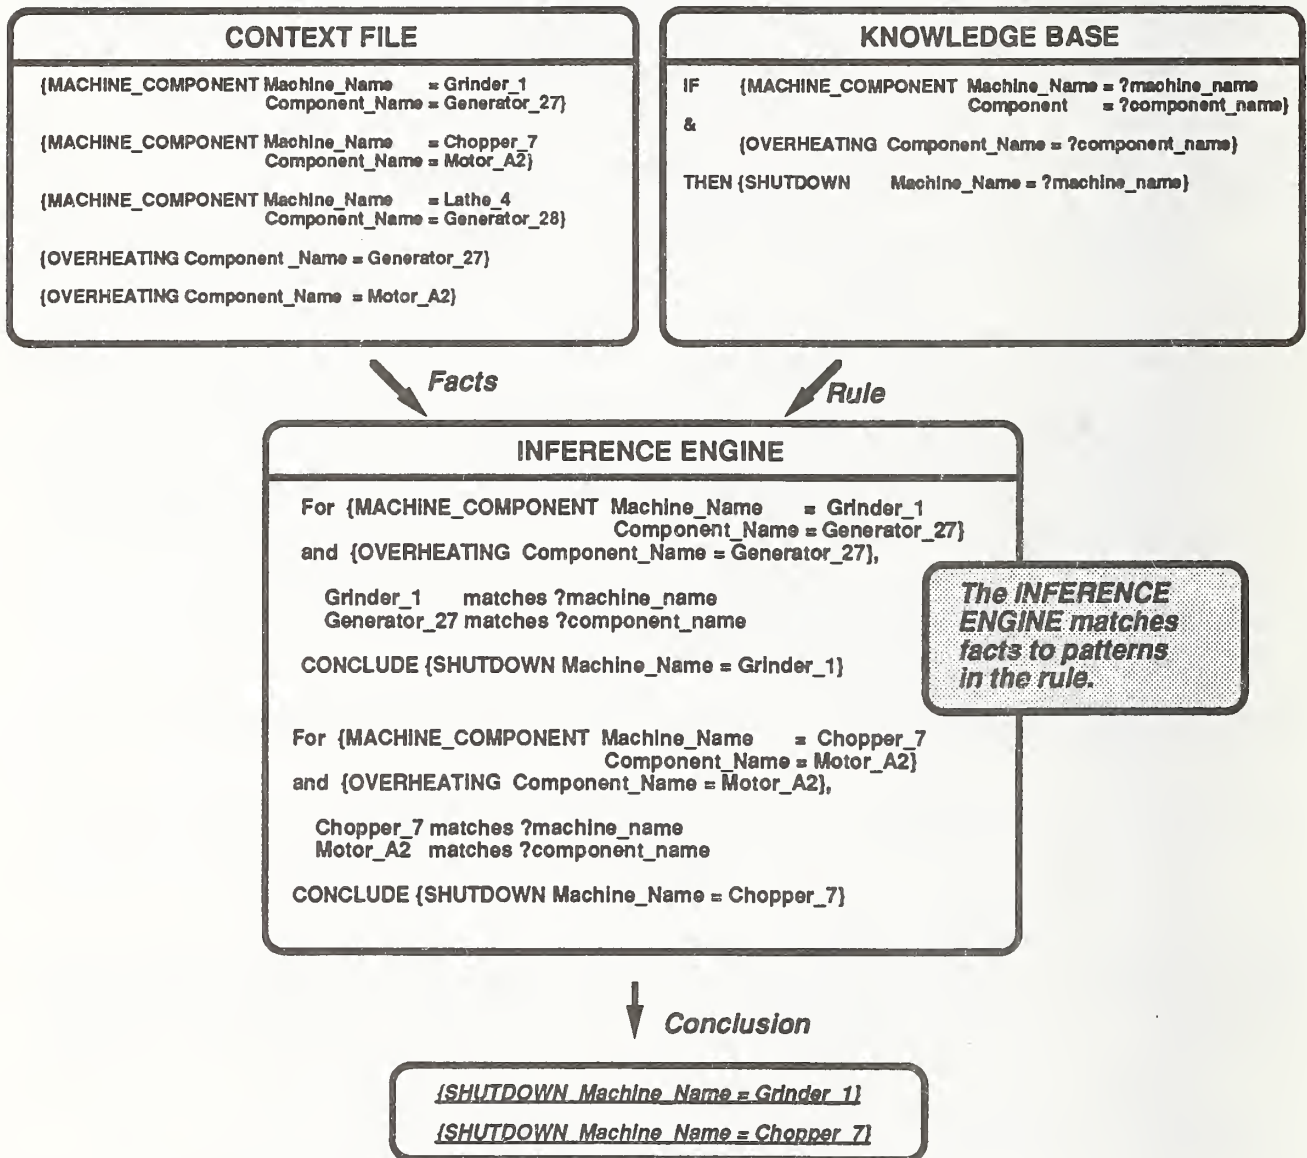 CONTEXT FILE
{MACHINE_COMPONENT Machine_Name = Grinder_1
Component_Name = Generator_27}
{MACHINE_COMPONENT Machine_Name = Chopper_7
Component_Name = Motor_A2}
{MACHINE_COMPONENT Machine_Name = Lathe_4
Component_Name = Generator_28}
{OVERHEATING Component _Name = Generator_27}
{OVERHEATING Component_Name = Motor_A2}
KNOWLEDGE BASE
IF {MACHINE_COMPONENT Machine_Name = ?machine_name
Component = ?component_name}
&
{OVERHEATING Component_Name = ?component_name}
THEN {SHUTDOWN Machine_Name = ?machine_name}
Facts
Rule
INFERENCE ENGINE
For {MACHINE_COMPONENT Machine_Name = Grinder_1
Component_Name = Generator_27}
and {OVERHEATING Component_Name = Generator_27},
Grinder_1 matches ?machine_name
Generator_27 matches ?component_name
CONCLUDE {SHUTDOWN Machine_Name = Grinder_1}
The INFERENCE
ENGINE matches
facts to patterns
in the rule.
For {MACHINE_COMPONENT Machine_Name = Chopper_7
Component_Name = Motor_A2}
and {OVERHEATING Component_Name = Motor_A2},
Chopper_7 matches ?machine_name
Motor_A2 matches ?component_name
CONCLUDE {SHUTDOWN Machine_Name = Chopper_7}
Conclusion
{SHUTDOWN Machine_Name = Grinder_1}
{SHUTDOWN Machine_Name = Chopper_7}